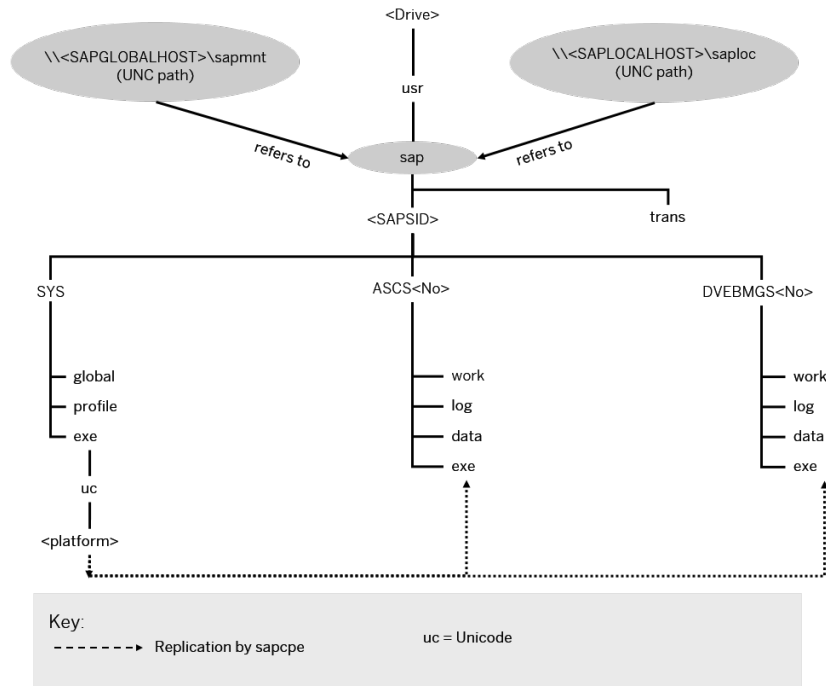 <Drive>
\\<SAPGLOBALHOST>\sapmnt
(UNC path)
\\<SAPLOCALHOST>\saploc
(UNC path)
usr
refers to
sap
refers to
<SAPSID>
trans
SYS
ASCS<No>
DVEBMGS<No>
global
profile
exe
uc
<platform>
work
log
data
exe
work
log
data
exe
Key:
Replication by sapcpe
uc = Unicode